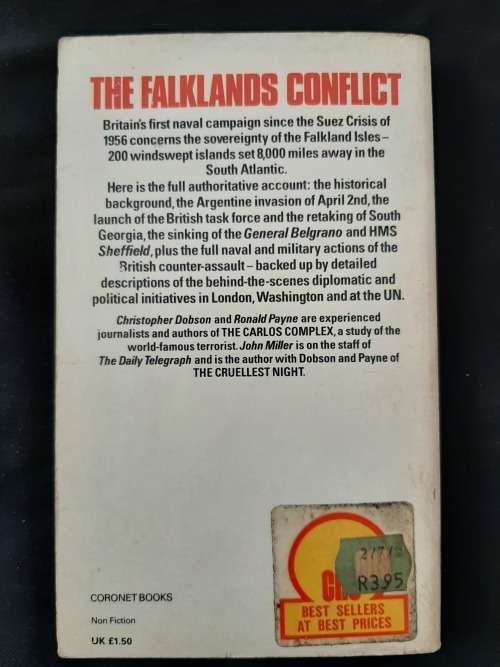 THE FALKLANDS CONFLICT
Britain's first naval campaign since the Suez Crisis of
1956 concerns the sovereignty of the Falkland Isles –
200 windswept islands set 8,000 miles away in the
South Atlantic.
Here is the full authoritative account: the historical
background, the Argentine invasion of April 2nd, the
launch of the British task force and the retaking of South
Georgia, the sinking of the General Belgrano and HMS
Sheffield, plus the full naval and military actions of the
British counter-assault – backed up by detailed
descriptions of the behind-the-scenes diplomatic and
political initiatives in London, Washington and at the UN.
Christopher Dobson and Ronald Payne are experienced
journalists and authors of THE CARLOS COMPLEX, a study of the
world-famous terrorist. John Miller is on the staff of
The Daily Telegraph and is the author with Dobson and Payne of
THE CRUELLEST NIGHT.
R3.95
BEST SELLERS
AT BEST PRICES
CORONET BOOKS
Non Fiction
UK £1.50